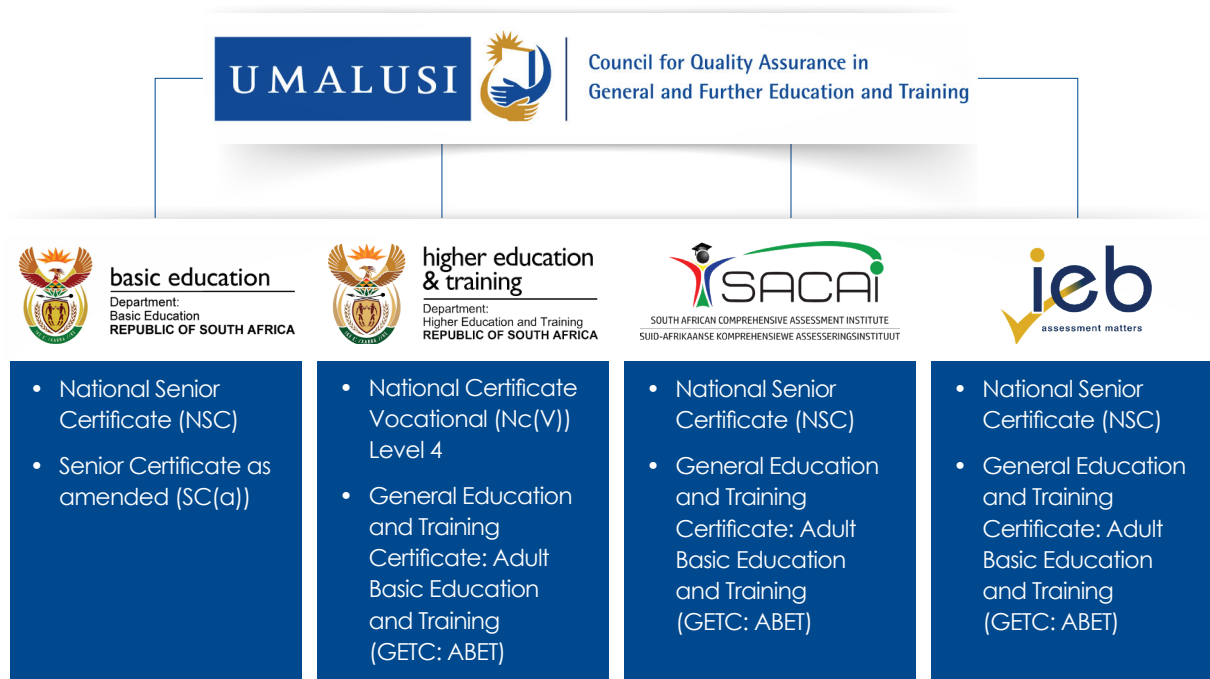 UMALUSI
Council for Quality Assurance in
General and Further Education and Training
basic education
Department:
Basic Education
REPUBLIC OF SOUTH AFRICA
higher education
& training
Department:
Higher Education and Training
REPUBLIC OF SOUTH AFRICA
SACAI
SOUTH AFRICAN COMPREHENSIVE ASSESSMENT INSTITUTE
SUID-AFRIKAANSE KOMPREHENSIEWE ASSESSERINGSINSTITUUT
ieb
assessment matters
• National Senior
Certificate (NSC)
• Senior Certificate as
amended (SC(a))
• National Certificate
Vocational (Nc(V))
Level 4
• General Education
and Training
Certificate: Adult
Basic Education
and Training
(GETC: ABET)
• National Senior
Certificate (NSC)
• General Education
and Training
Certificate: Adult
Basic Education
and Training
(GETC: ABET)
• National Senior
Certificate (NSC)
• General Education
and Training
Certificate: Adult
Basic Education
and Training
(GETC: ABET)